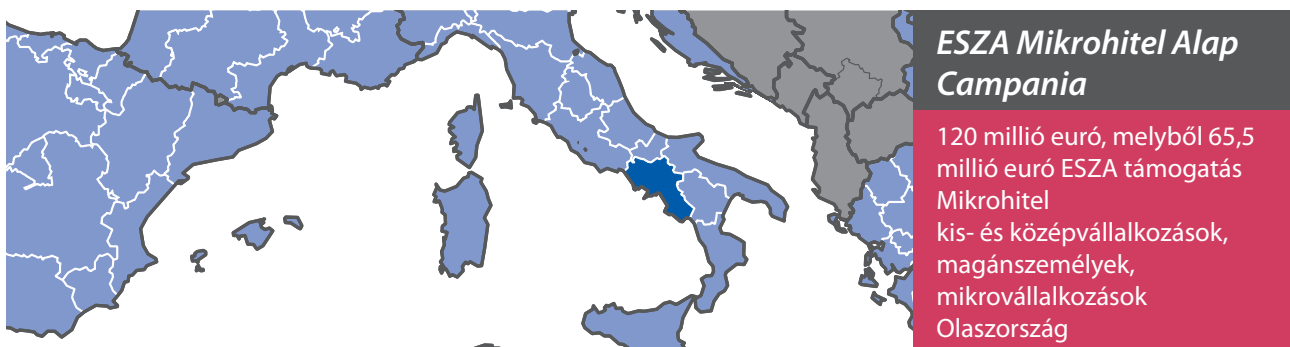 ESZA Mikrohitel Alap
Campania
120 millió euró, melyből 65,5
millió euró ESZA támogatás
Mikrohitel
kis- és középvállalkozások,
magánszemélyek,
mikrovállalkozások
Olaszország